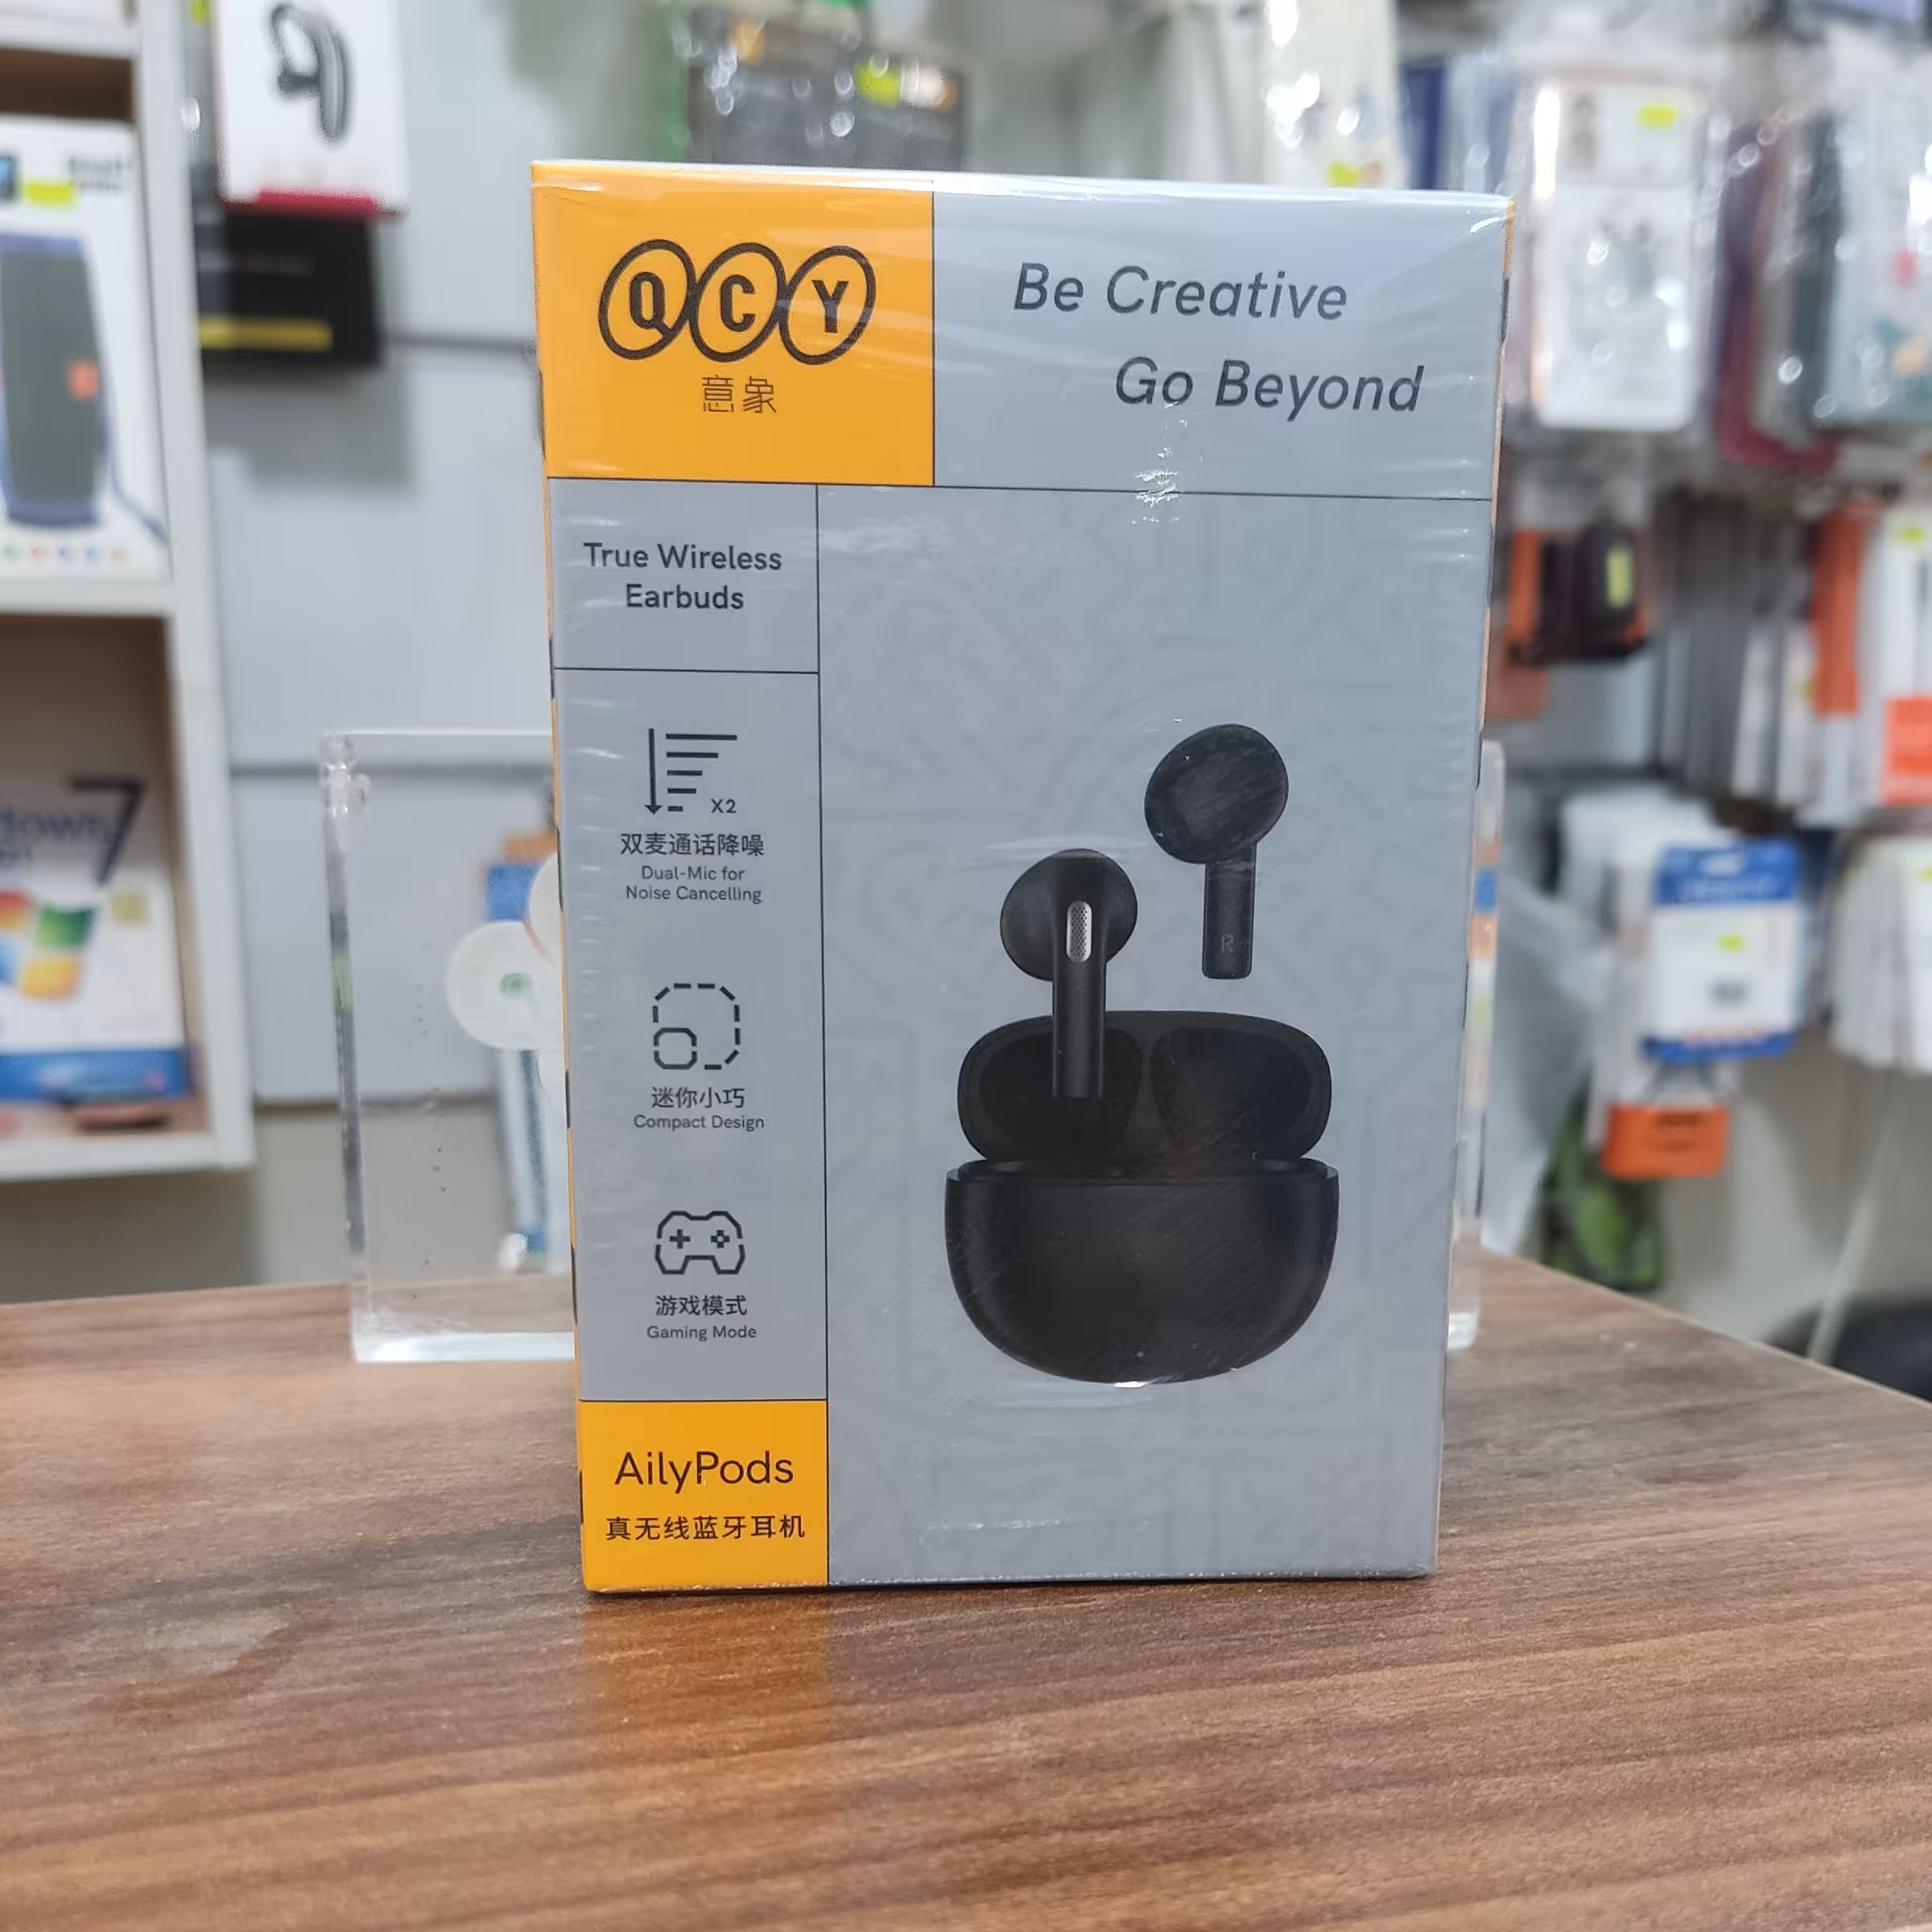 QCY
意象
Be Creative
Go Beyond
True Wireless
Earbuds
X2
双麦通话降噪
Dual-Mic for
Noise Cancelling
迷你小巧
Compact Design
游戏模式
Gaming Mode
R
AilyPods
真无线蓝牙耳机
7